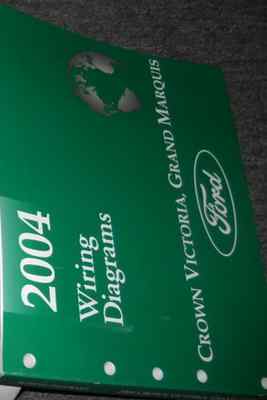 2004
Wiring
Diagrams
CROWN VICTORIA, GRAND MARQUIS
Ford